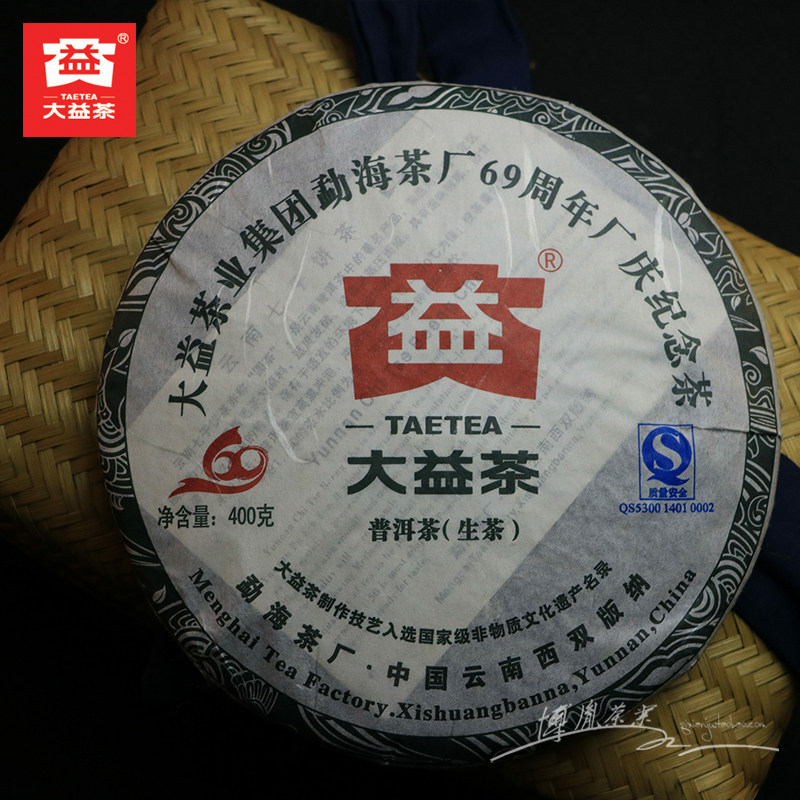 益®
TAETEA
大益茶
大益茶业集团勐海茶厂69周年厂庆纪念茶
益®
TAETEA
大益茶
普洱茶（生茶）
69
净含量：400克
质量安全
QS5300 1401 0002
大益茶制作技艺入选国家级非物质文化遗产名录
勐海茶厂·中国云南西双版纳
Menghai Tea Factory.Xishuangbanna,Yunnan,China